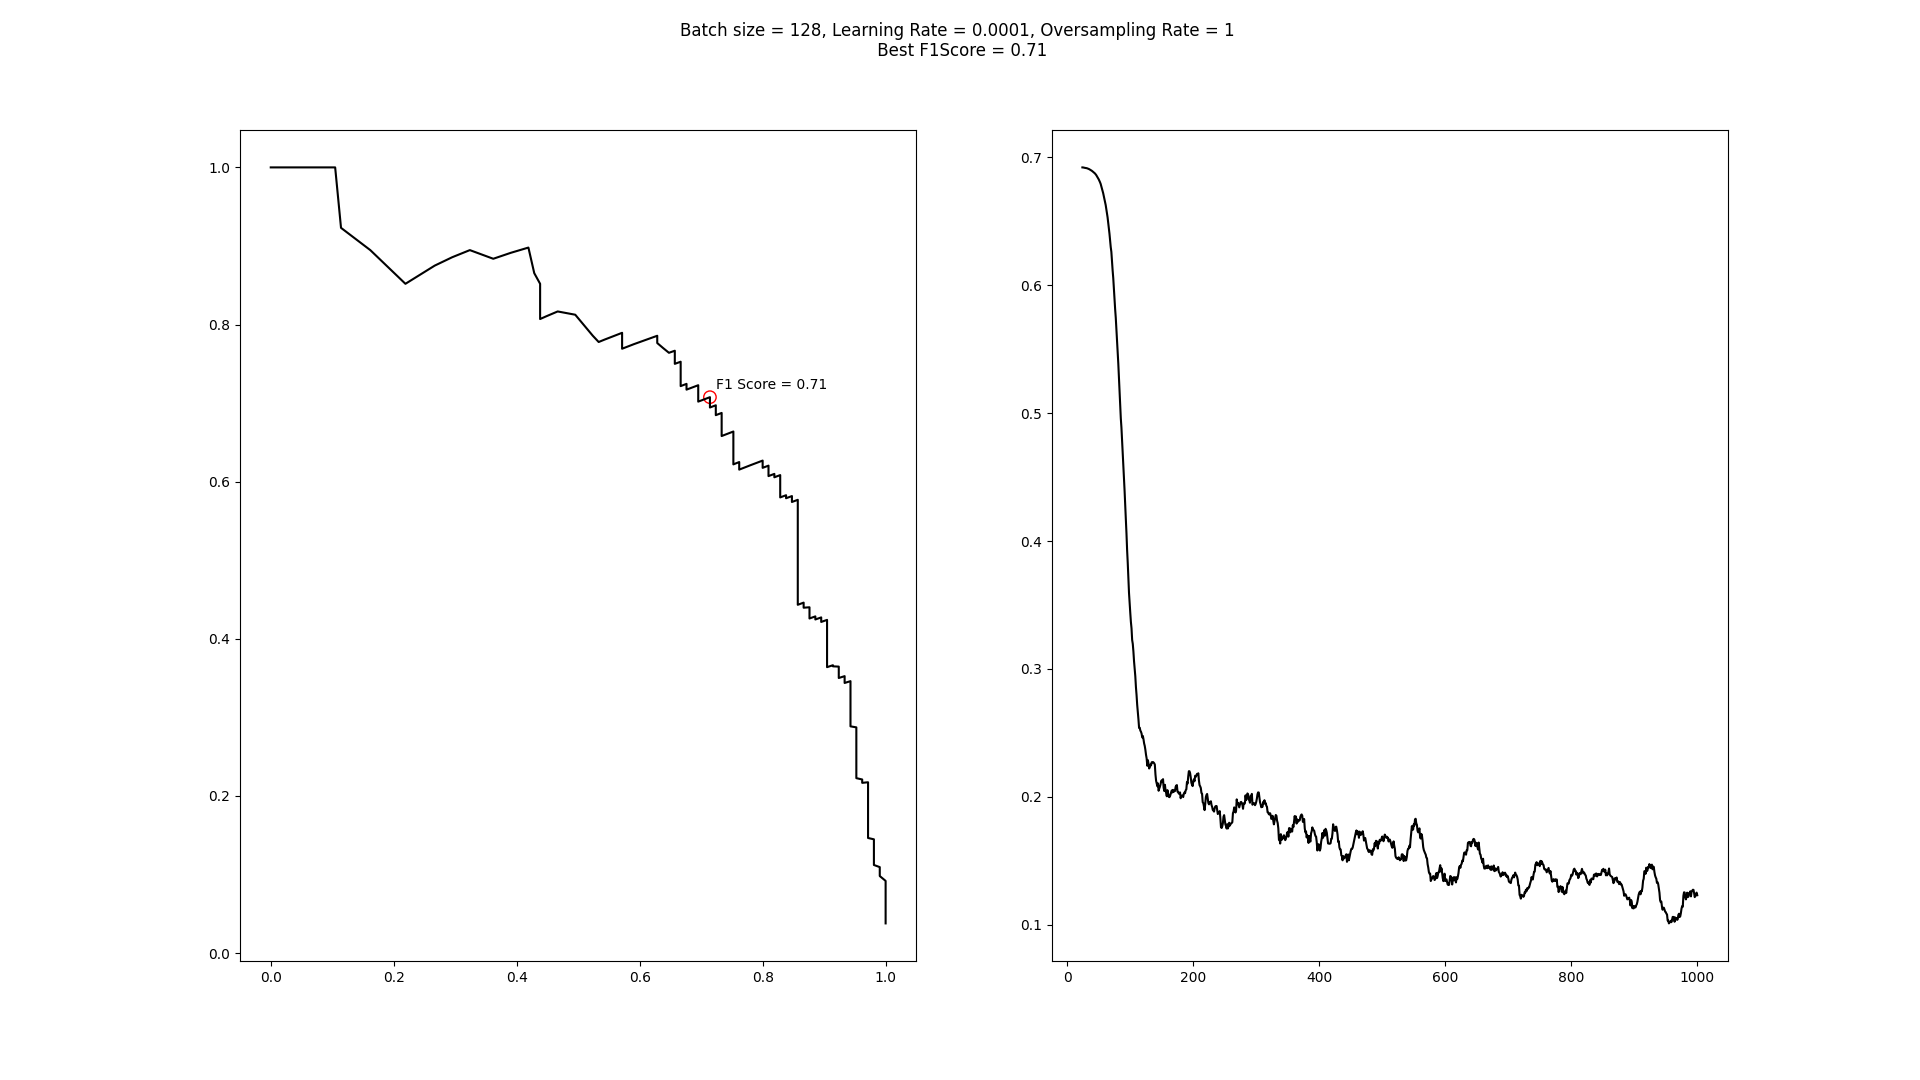 Batch size = 128, Learning Rate = 0.0001, Oversampling Rate = 1
Best F1Score = 0.71
1.0
0.8
0.6
0.4
0.2
0.0
0.0 0.2 0.4 0.6 0.8 1.0
F1 Score = 0.71
0.7
0.6
0.5
0.4
0.3
0.2
0.1
0 200 400 600 800 1000